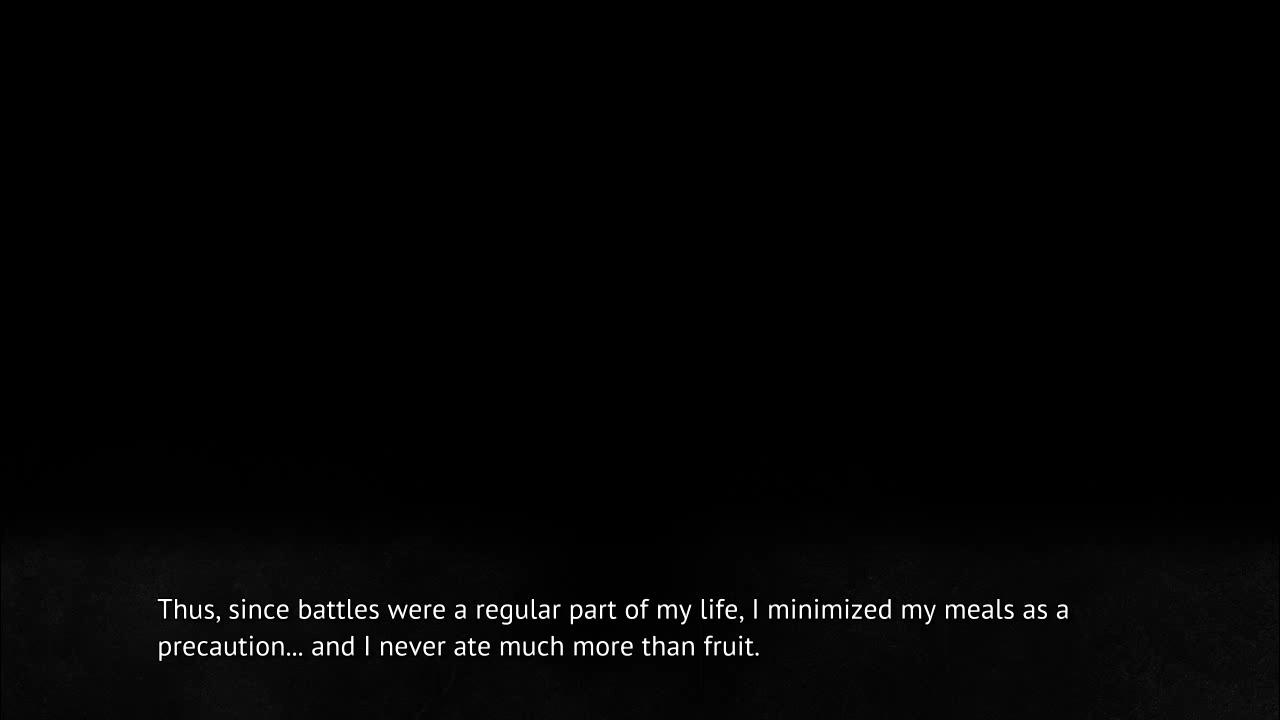 Thus, since battles were a regular part of my life, I minimized my meals as a
precaution... and I never ate much more than fruit.